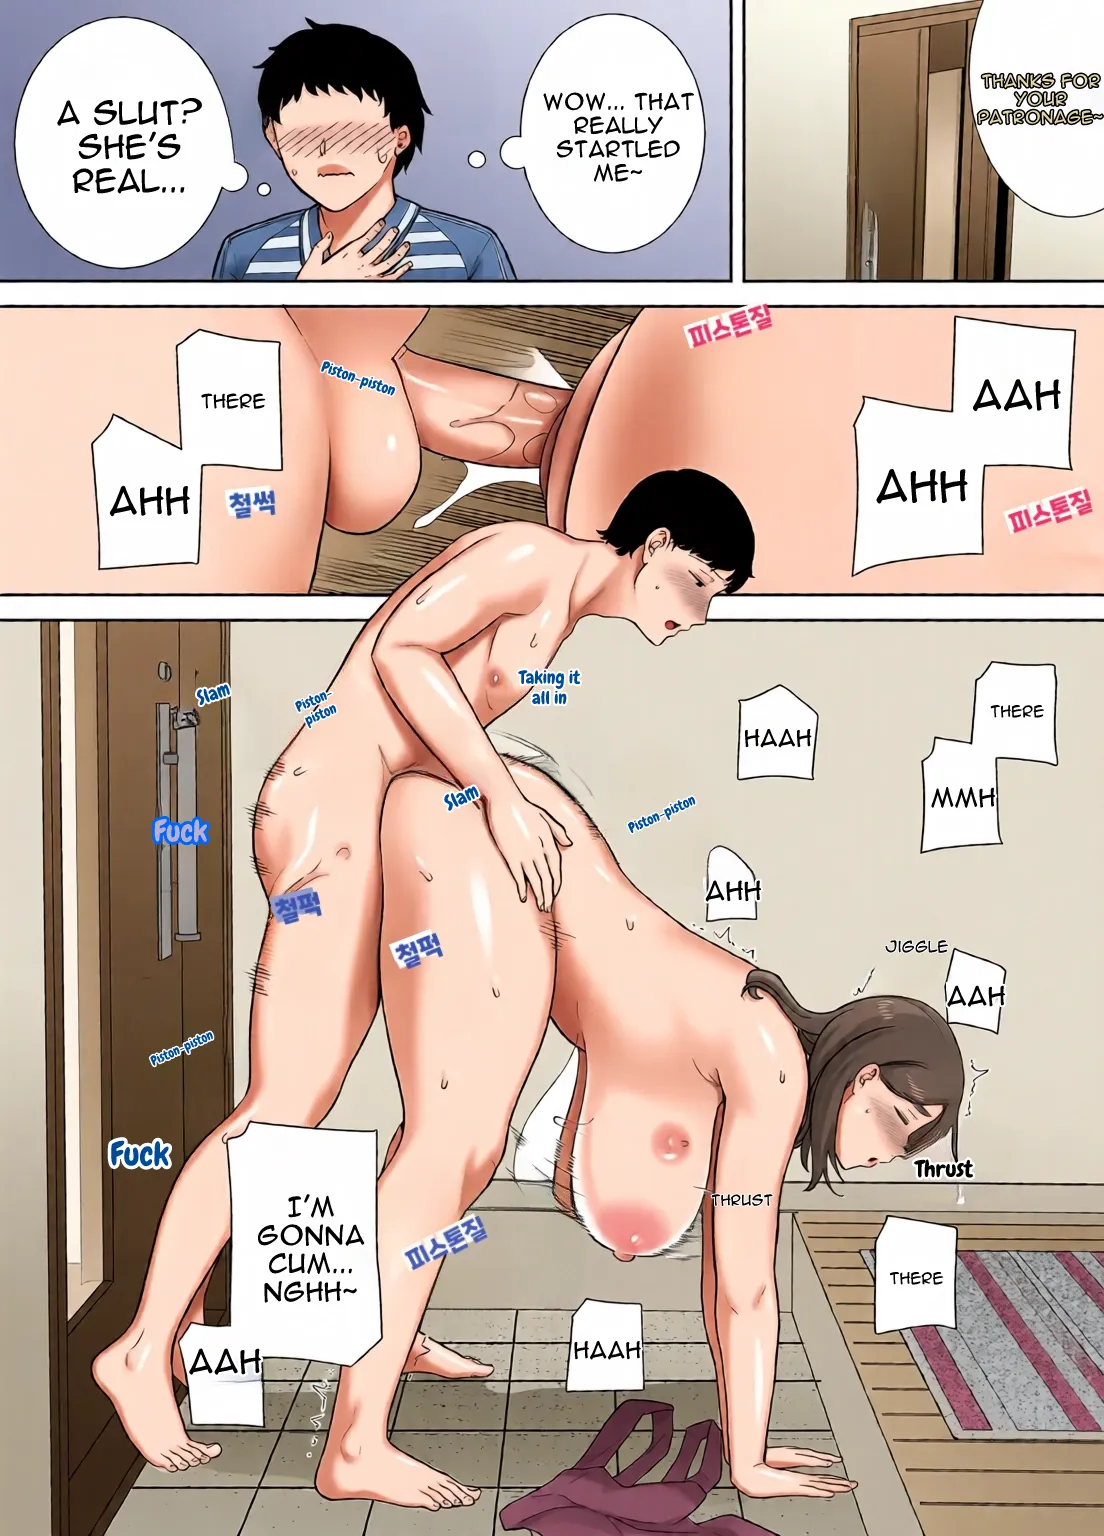 A SLUT?
SHE'S
REAL...
WOW... THAT
REALLY
STARTLED
ME~
THANKS FOR
YOUR
PATRONAGE~
피스톤질
Piston-piston
THERE
AHH
철썩
AAH
AHH
피스톤질
Taking it
all in
Slam
Piston-
piston
THERE
HAAH
MMH
Slam
Piston-piston
Fuck
AHH
철퍽
철퍽
JIGGLE
AAH
Piston-piston
Fuck
Thrust
THRUST
I'M
GONNA
CUM...
NGHH~
피스톤질
THERE
HAAH
AAH